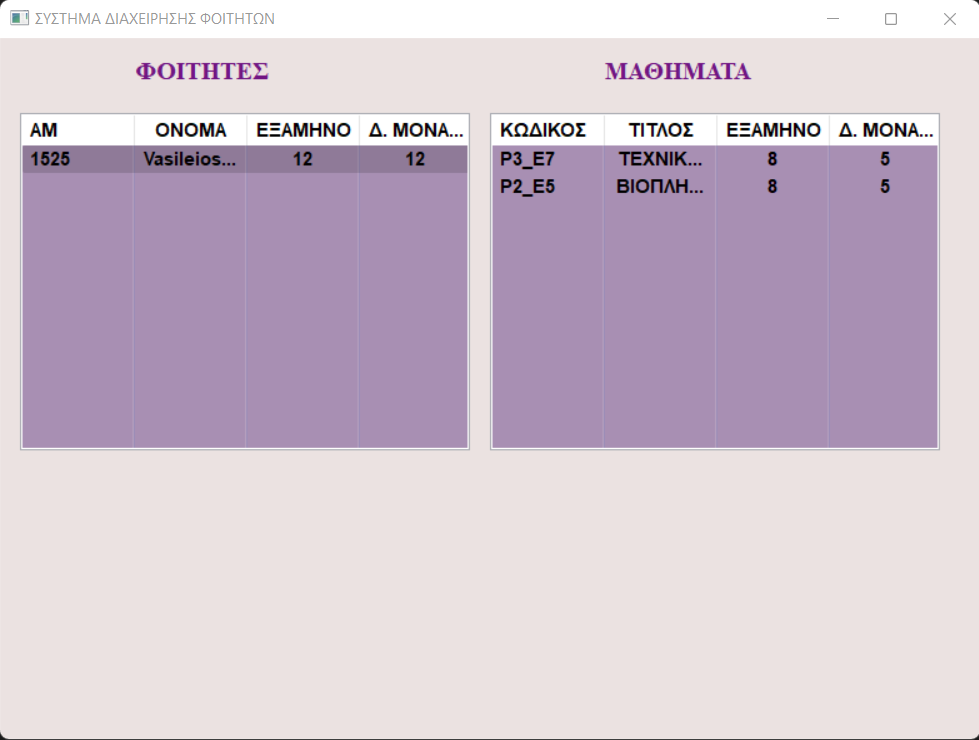 ΣΥΣΤΗΜΑ ΔΙΑΧΕΙΡΗΣΗΣ ΦΟΙΤΗΤΩΝ
ΦΟΙΤΗΤΕΣ
ΑΜ ΟΝΟΜΑ ΕΞΑΜΗΝΟ Δ. ΜΟΝΑ...
1525 Vasileios... 12 12
ΜΑΘΗΜΑΤΑ
ΚΩΔΙΚΟΣ ΤΙΤΛΟΣ ΕΞΑΜΗΝΟ Δ. ΜΟΝΑ...
P3_E7 ΤΕΧΝΙΚ... 8 5
P2_E5 ΒΙΟΠΛΗ... 8 5